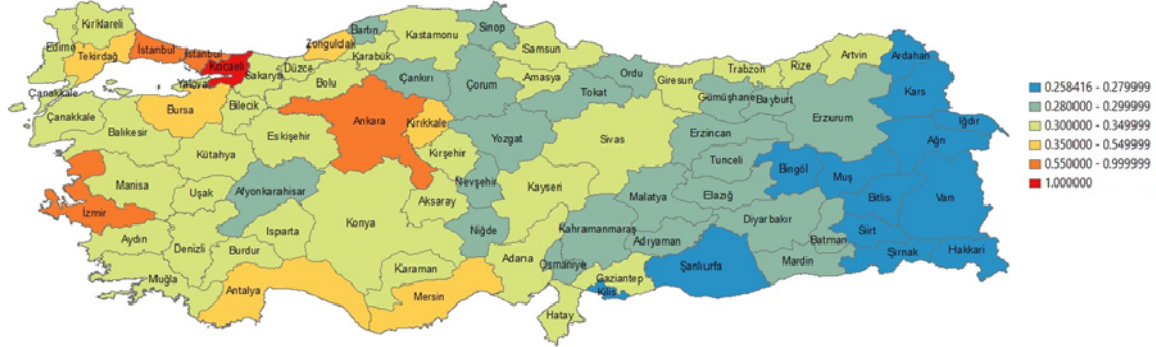 Kırklareli
Edirne
Tekirdağ
İstanbul
İstanbul
Kocaeli
Yalova
Sakarya
Düzce
Zonguldak
Bartın
Karabük
Kastamonu
Sinop
Samsun
Çankırı
Çorum
Amasya
Ordu
Tokat
Giresun
Trabzon
Rize
Artvin
Ardahan
Kars
Iğdır
Gümüşhane
Bayburt
Erzurum
Ağrı
Çanakkale
Çanakkale
Balıkesir
Bursa
Bilecik
Bolu
Ankara
Kırıkkale
Kırşehir
Yozgat
Sivas
Erzincan
Tunceli
Bingöl
Muş
Bitlis
Van
Eskişehir
Kütahya
Manisa
Uşak
Afyonkarahisar
İzmir
Aydın
Denizli
Burdur
Isparta
Konya
Aksaray
Nevşehir
Niğde
Kayseri
Malatya
Elazığ
Diyarbakır
Batman
Siirt
Şırnak
Hakkari
Kahramanmaraş
Adıyaman
Şanlıurfa
Mardin
Muğla
Antalya
Karaman
Mersin
Adana
Osmaniye
Gaziantep
Kilis
Hatay
0.258416 - 0.279999
0.280000 - 0.299999
0.300000 - 0.349999
0.350000 - 0.549999
0.550000 - 0.999999
1.000000